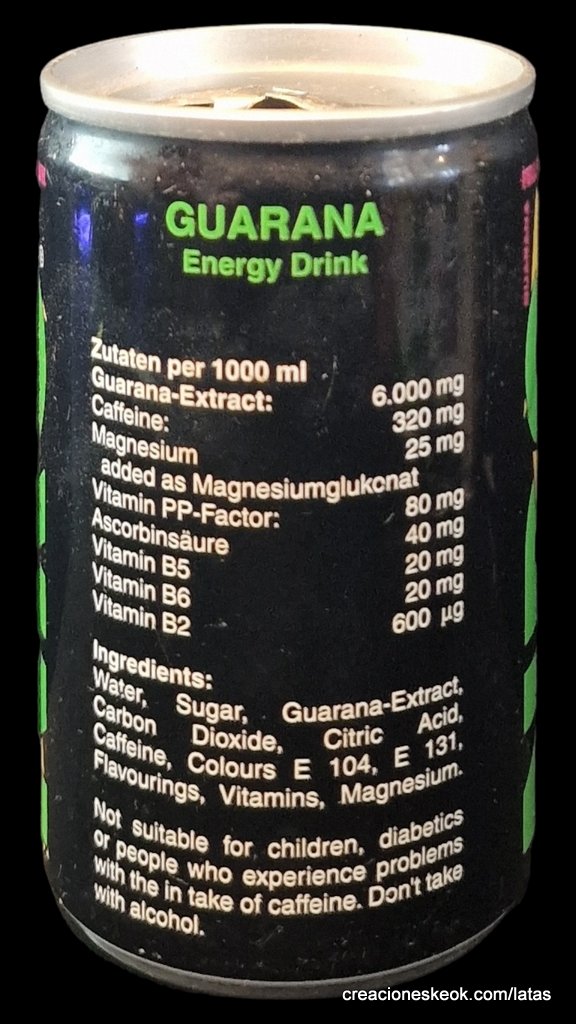 GUARANA
Energy Drink
Zutaten per 1000 ml
Guarana-Extract: 6.000 mg
Caffeine: 320 mg
Magnesium 25 mg
added as Magnesiumglukonat
Vitamin PP-Factor: 80 mg
Ascorbinsäure 40 mg
Vitamin B5 20 mg
Vitamin B6 20 mg
Vitamin B2 600 µg
Ingredients:
Water, Sugar, Guarana-Extract,
Carbon Dioxide, Citric Acid,
Caffeine, Colours E 104, E 131,
Flavourings, Vitamins, Magnesium.
Not suitable for children, diabetics
or people who experience problems
with the in take of caffeine. Don't take
with alcohol.
GUARANA
creacioneskeok.com/latas